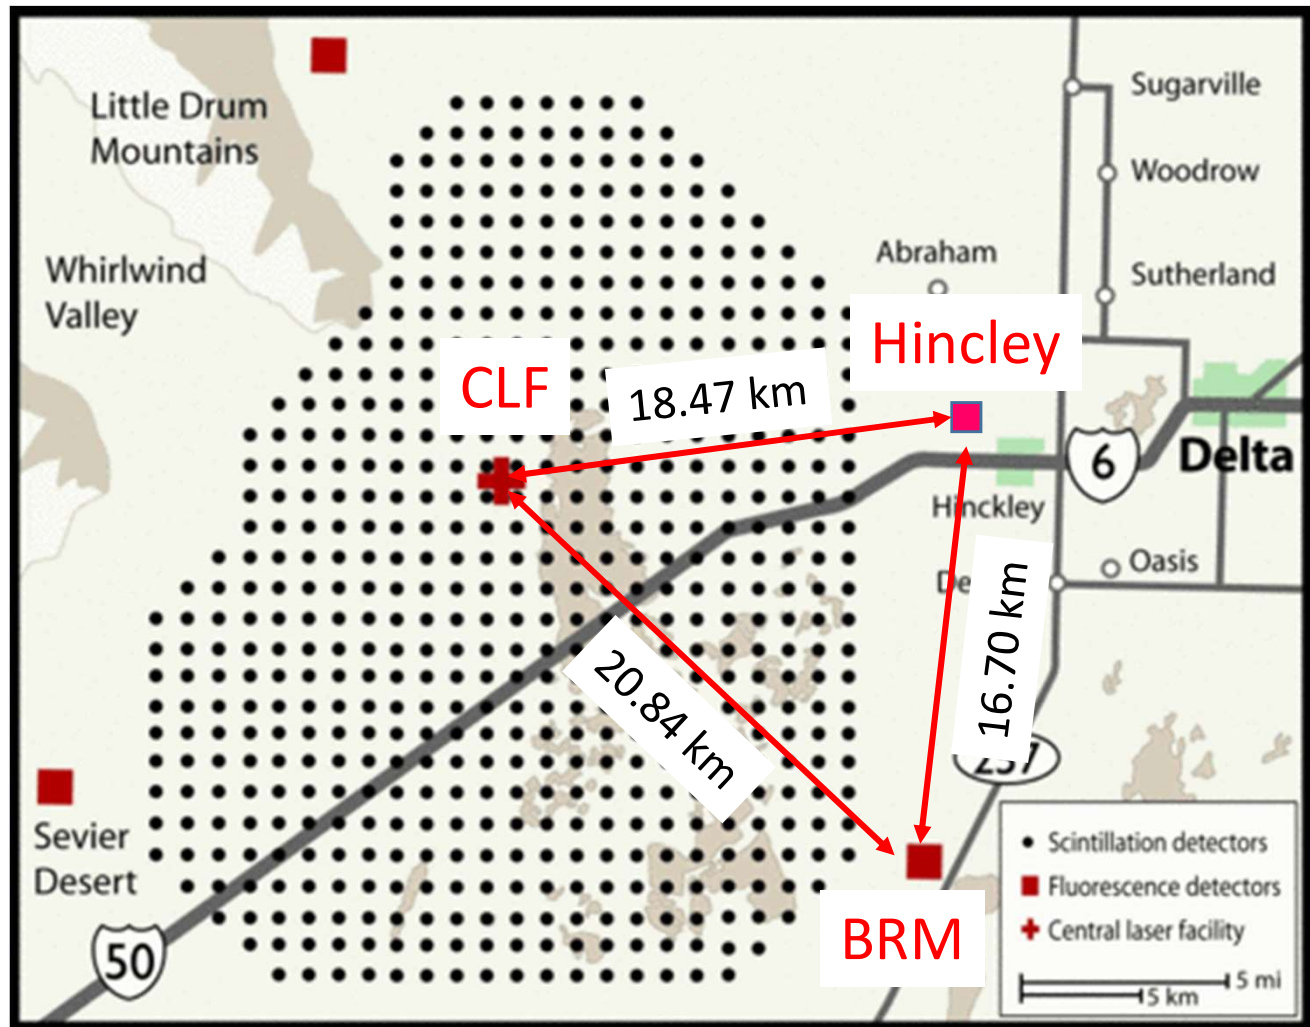 Little Drum
Mountains
Whirlwind
Valley
Sugarville
Woodrow
Abraham
Sutherland
Hincley
CLF
18.47 km
6
Delta
Hinckley
Oasis
De
16.70 km
20.84 km
257
Sevier
Desert
50
BRM
Scintillation detectors
Fluorescence detectors
Central laser facility
5 mi
5 km